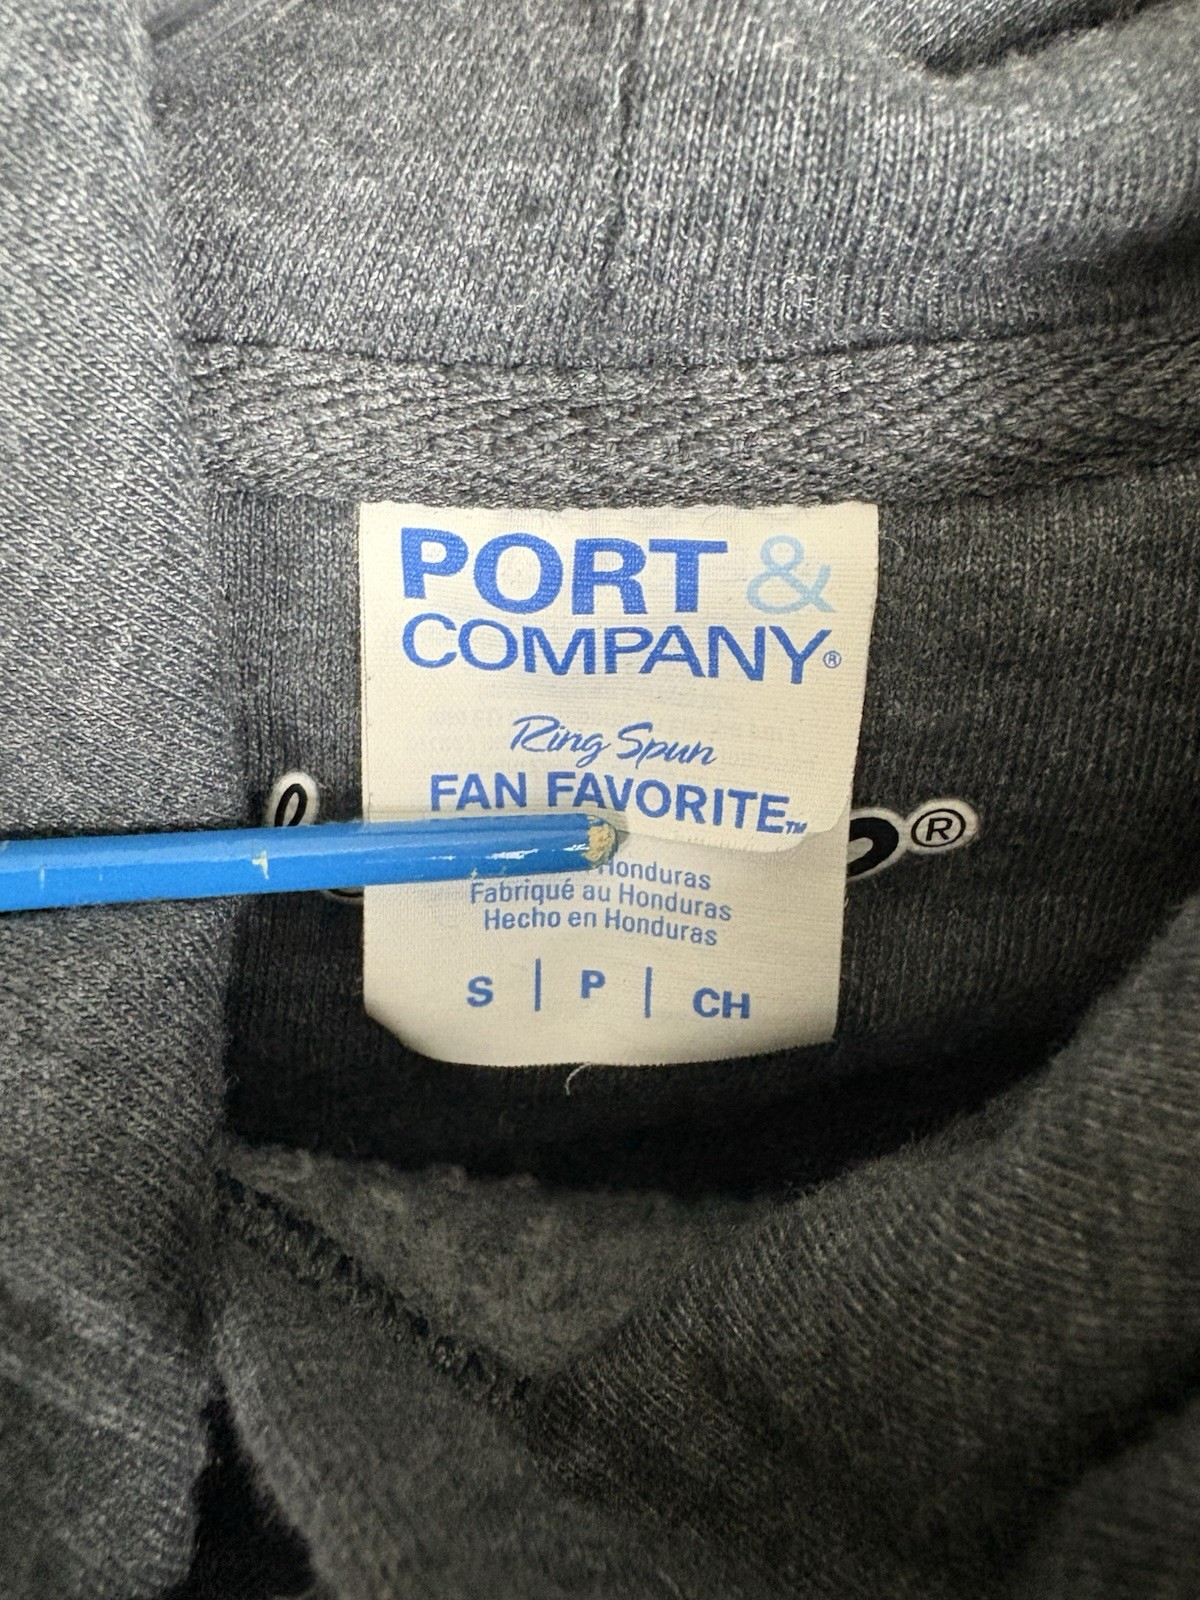 PORT &
COMPANY®
Ring Spun
FAN FAVORITE™
Honduras
Fabriqué au Honduras
Hecho en Honduras
S | P | CH
®